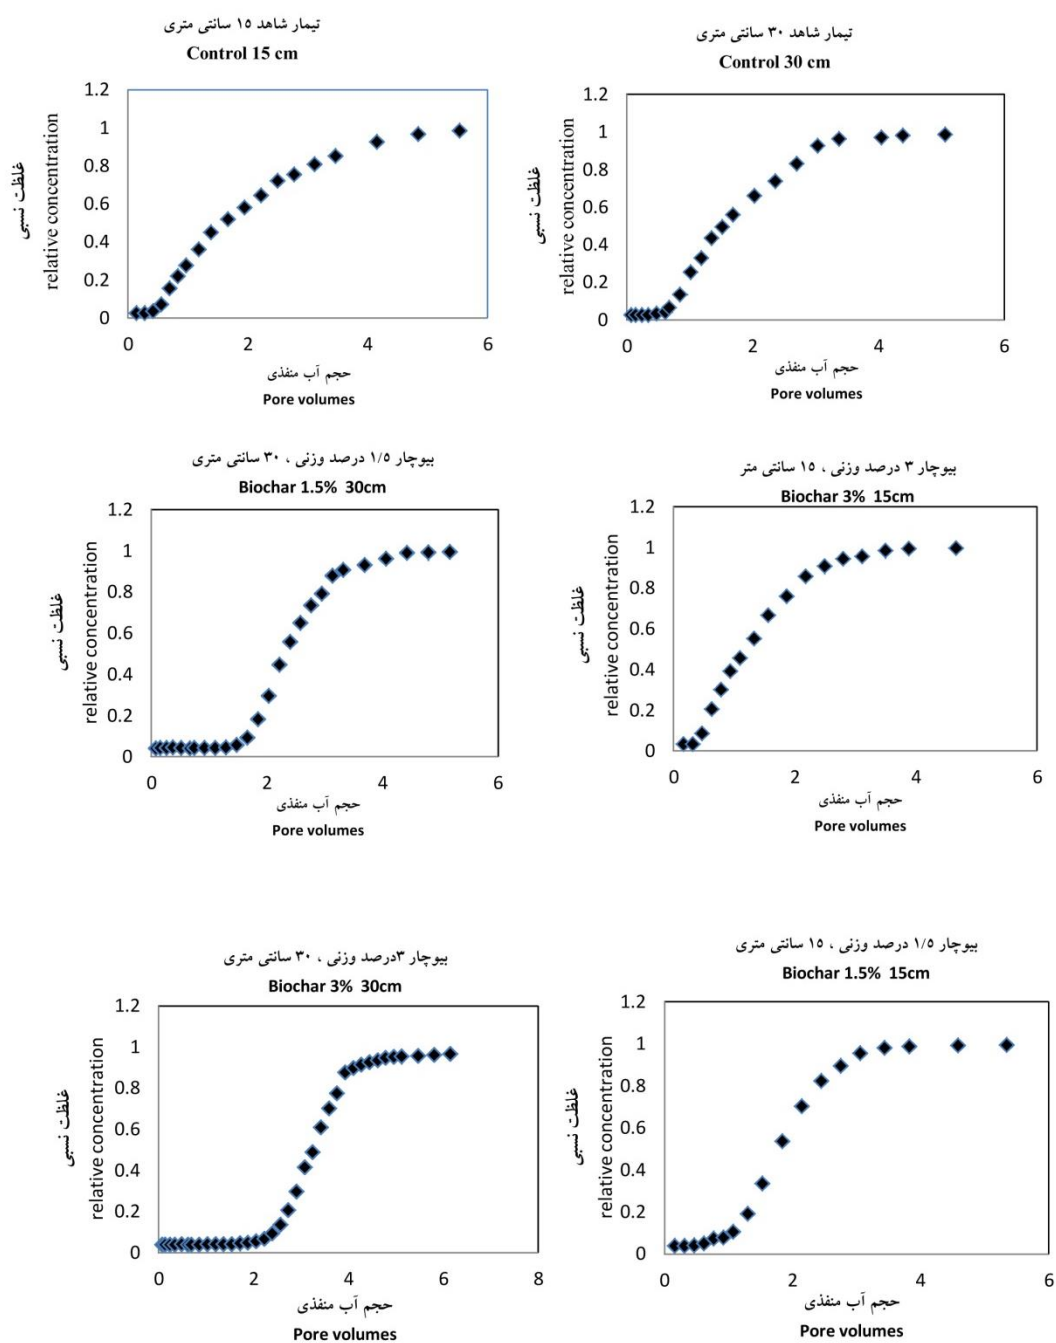 تیمار شاهد ۱۵ سانتی متری
Control 15 cm
غلظت نسبی
relative concentration
1.2
1
0.8
0.6
0.4
0.2
0
0 2 4 6
حجم آب منفذی
Pore volumes
تیمار شاهد ۳۰ سانتی متری
Control 30 cm
غلظت نسبی
relative concentration
1.2
1
0.8
0.6
0.4
0.2
0
0 2 4 6
حجم آب منفذی
Pore volumes
بیوچار ۱/۵ درصد وزنی ، ۳۰ سانتی متری
Biochar 1.5% 30cm
غلظت نسبی
relative concentration
1.2
1
0.8
0.6
0.4
0.2
0
0 2 4 6
حجم آب منفذی
Pore volumes
بیوچار ۳ درصد وزنی ، ۱۵ سانتی متر
Biochar 3% 15cm
غلظت نسبی
relative concentration
1.2
1
0.8
0.6
0.4
0.2
0
0 2 4 6
حجم آب منفذی
Pore volumes
بیوچار ۳درصد وزنی ، ۳۰ سانتی متری
Biochar 3% 30cm
غلظت نسبی
relative concentration
1.2
1
0.8
0.6
0.4
0.2
0
0 2 4 6 8
حجم آب منفذی
Pore volumes
بیوچار ۱/۵ درصد وزنی ، ۱۵ سانتی متری
Biochar 1.5% 15cm
غلظت نسبی
relative concentration
1.2
1
0.8
0.6
0.4
0.2
0
0 2 4 6
حجم آب منفذی
Pore volumes